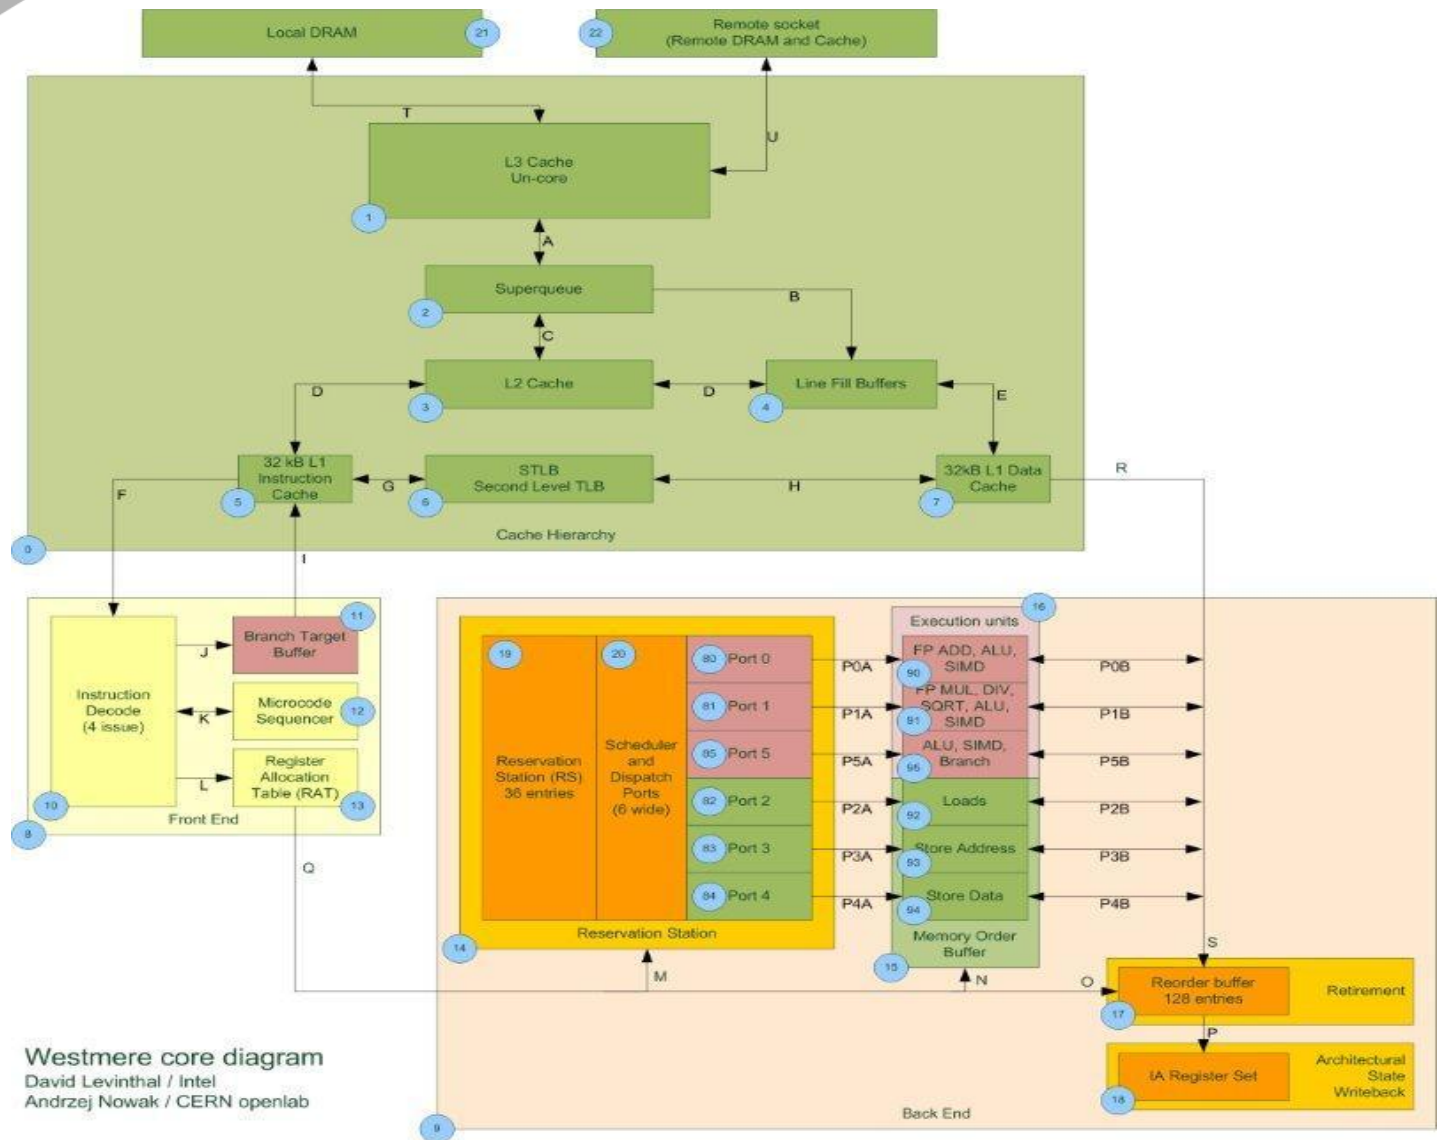 Local DRAM
21
22
Remote socket
(Remote DRAM and Cache)
T
U
L3 Cache
Un-core
1
A
Superqueue
2
B
C
D
L2 Cache
3
D
Line Fill Buffers
4
E
32 kB L1
Instruction
Cache
5
F
G
STLB
Second Level TLB
6
H
32kB L1 Data
Cache
7
R
Cache Hierarchy
0
I
Instruction
Decode
(4 issue)
10
J
Branch Target
Buffer
11
K
Microcode
Sequencer
12
L
Register
Allocation
Table (RAT)
13
Front End
8
Q
19
Reservation
Station (RS)
36 entries
20
Scheduler
and
Dispatch
Ports
(6 wide)
80 Port 0
81 Port 1
85 Port 5
82 Port 2
83 Port 3
84 Port 4
Reservation Station
14
P0A
P1A
P5A
P2A
P3A
P4A
16
Execution units
FP ADD, ALU,
SIMD
90
FP MUL, DIV,
SQRT, ALU,
SIMD
91
ALU, SIMD,
Branch
95
Loads
92
Store Address
93
Store Data
94
Memory Order
Buffer
15
P0B
P1B
P5B
P2B
P3B
P4B
M
N
O
S
Reorder buffer
128 entries
17
Retirement
P
IA Register Set
18
Architectural
State
Writeback
Back End
9
Westmere core diagram
David Levinthal / Intel
Andrzej Nowak / CERN openlab